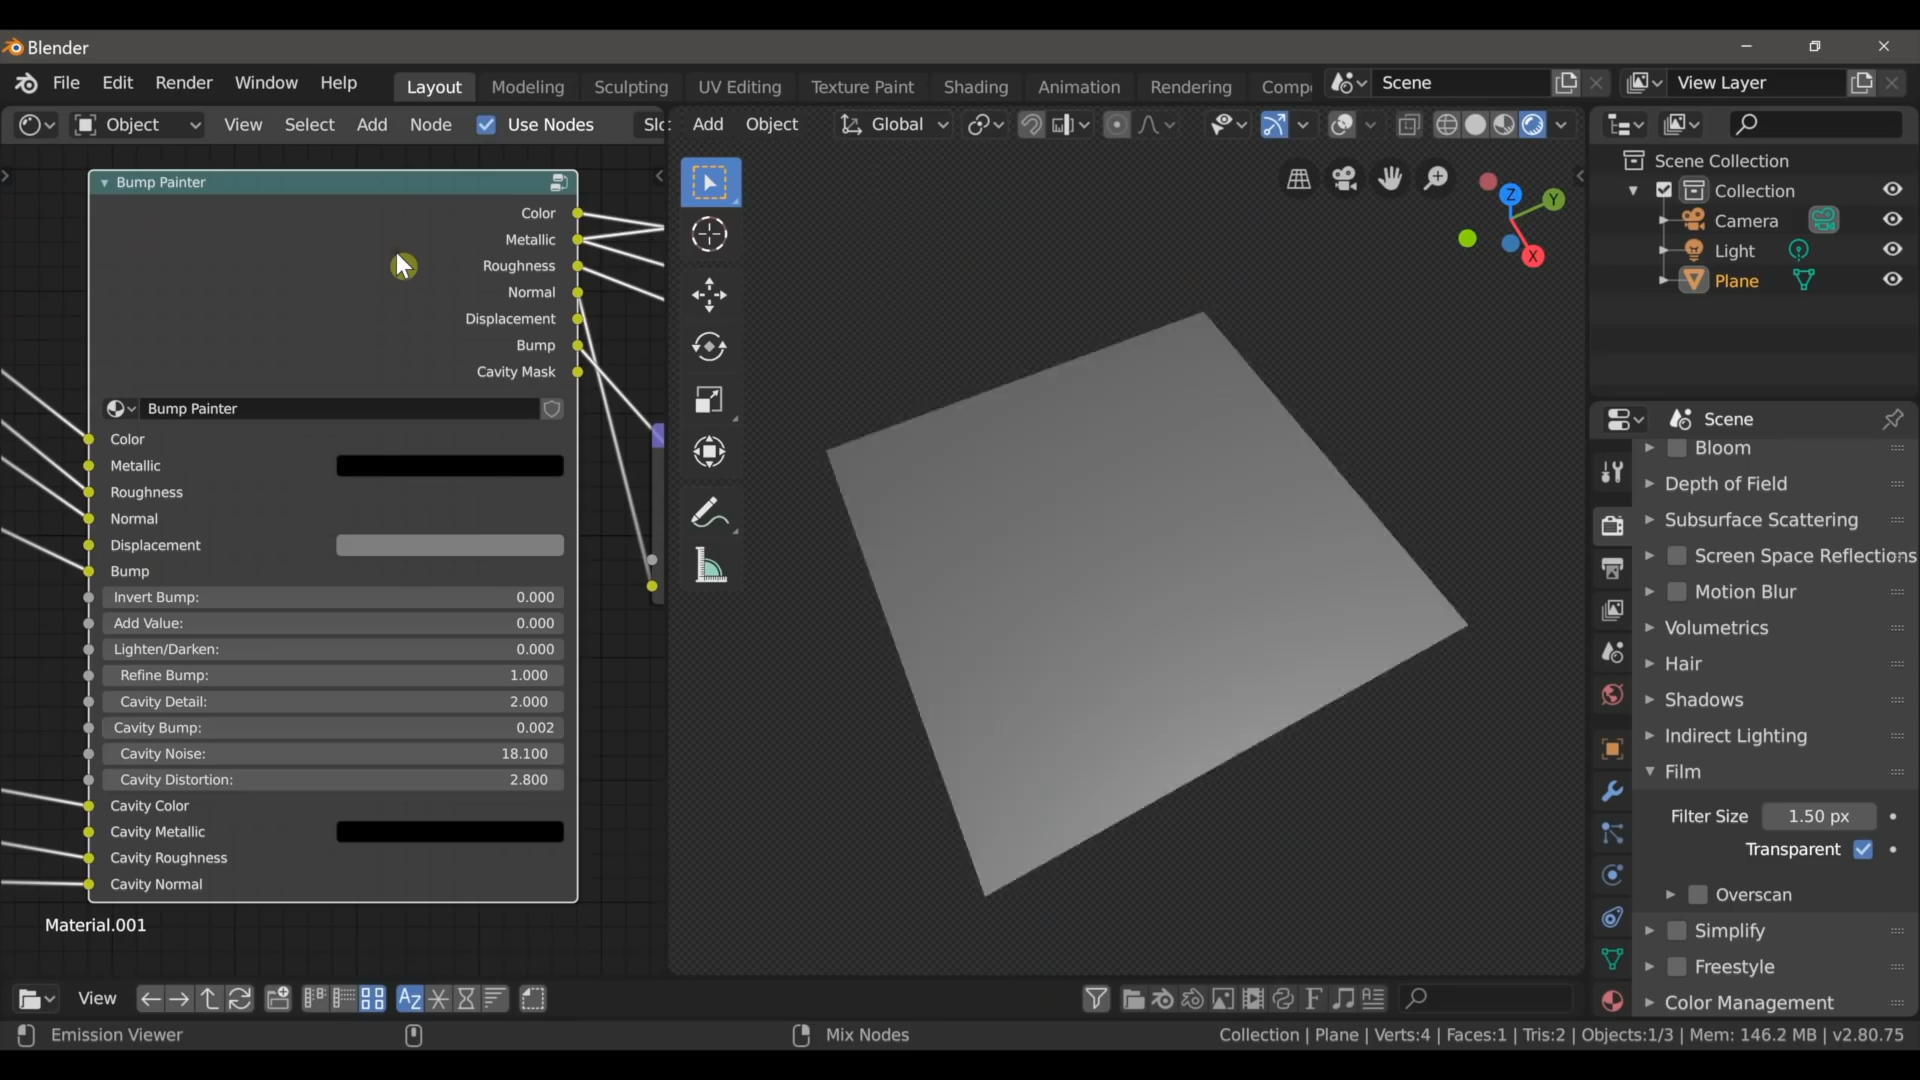 Blender
File Edit Render Window Help Layout Modeling Sculpting UV Editing Texture Paint Shading Animation Rendering Comp Scene View Layer
Object View Select Add Node Use Nodes Slo Add Object Global
Scene Collection
Collection
Camera
Light
Plane
Bump Painter
Color
Metallic
Roughness
Normal
Displacement
Bump
Cavity Mask
Bump Painter
Color
Metallic
Roughness
Normal
Displacement
Bump
Invert Bump: 0.000
Add Value: 0.000
Lighten/Darken: 0.000
Refine Bump: 1.000
Cavity Detail: 2.000
Cavity Bump: 0.002
Cavity Noise: 18.100
Cavity Distortion: 2.800
Cavity Color
Cavity Metallic
Cavity Roughness
Cavity Normal
Material.001
Z
Y
X
Scene
Bloom
Depth of Field
Subsurface Scattering
Screen Space Reflections
Motion Blur
Volumetrics
Hair
Shadows
Indirect Lighting
Film
Filter Size 1.50 px
Transparent
Overscan
Simplify
Freestyle
Color Management
View
Emission Viewer Mix Nodes Collection | Plane | Verts:4 | Faces:1 | Tris:2 | Objects:1/3 | Mem: 146.2 MB | v2.80.75